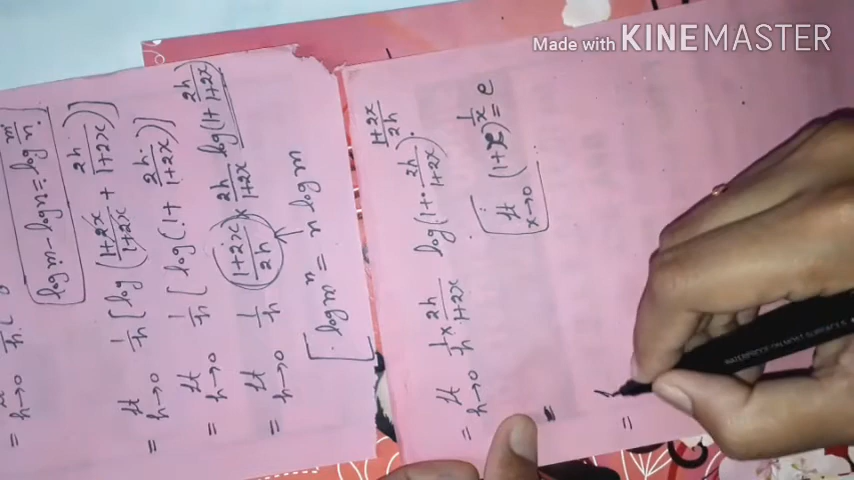 Made with KINEMASTER
log m - log n = log m/n
= lt h→0 1/h [ log ( (1+2x)/(1+2x) + 2h/(1+2x) ) ]
= lt h→0 1/h [ log ( 1 + 2h/(1+2x) ) ]
= lt h→0 1/h ( (1+2x)/2h ) × 2h/(1+2x) log ( 1 + 2h/(1+2x) )
[ log mⁿ = n log m
= lt h→0 1/h × 2h/(1+2x) log ( 1 + 2h/(1+2x) )^((1+2x)/2h)
lt x→0 (1+x)^(1/x) = e
=
=